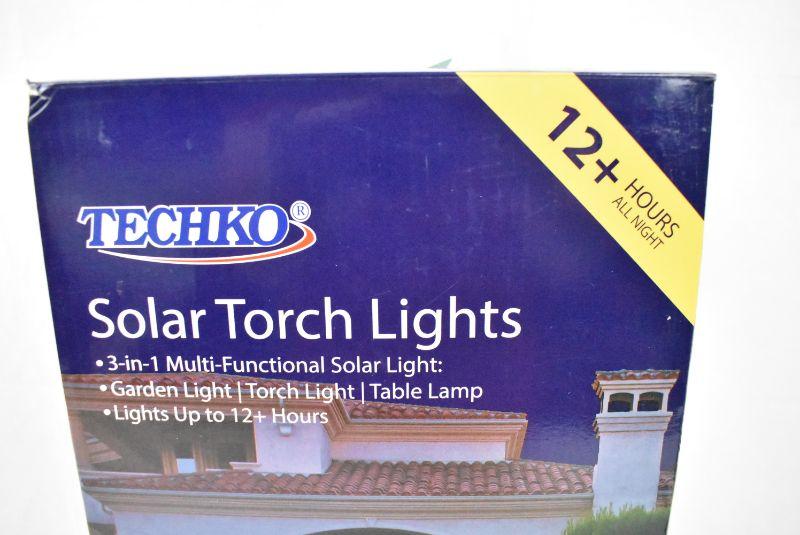 12+
HOURS
ALL NIGHT
TECHKO®
Solar Torch Lights
• 3-in-1 Multi-Functional Solar Light:
• Garden Light | Torch Light | Table Lamp
• Lights Up to 12+ Hours